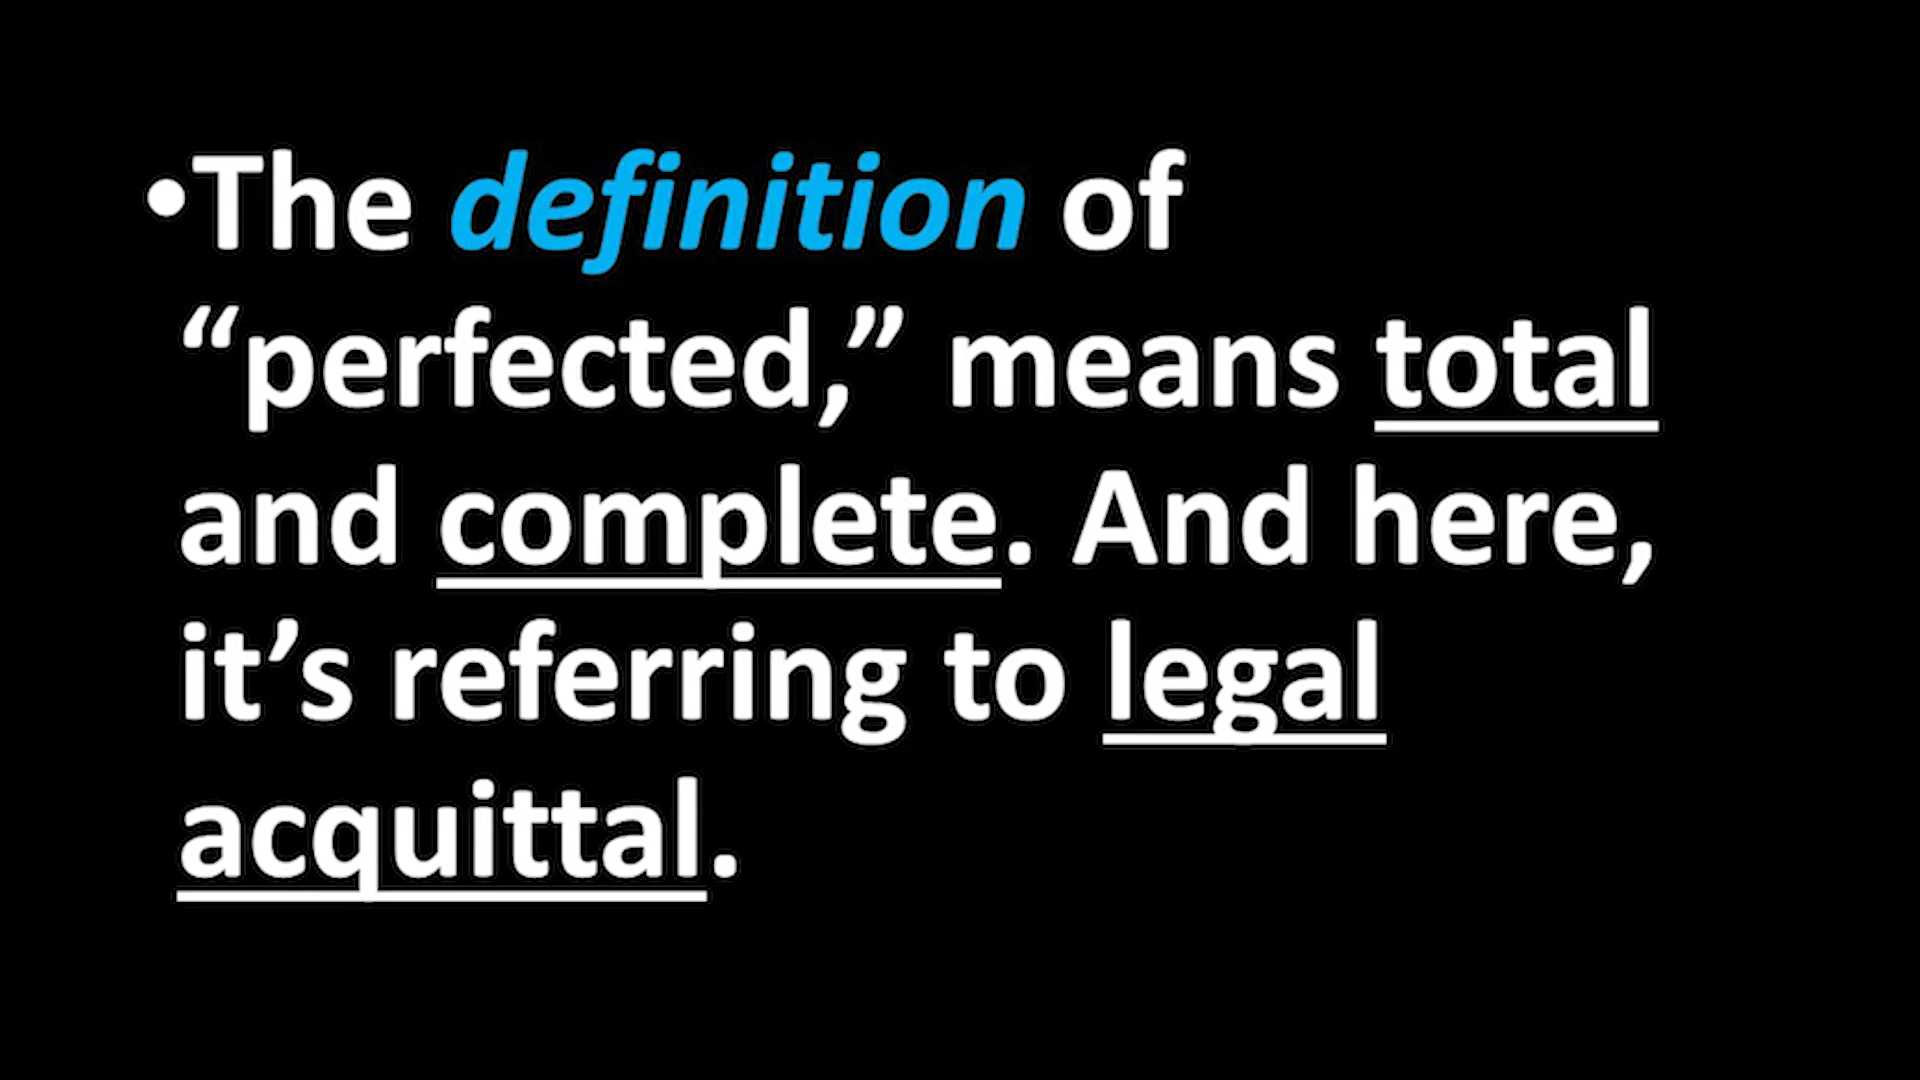 •The definition of
“perfected,” means total
and complete. And here,
it’s referring to legal
acquittal.